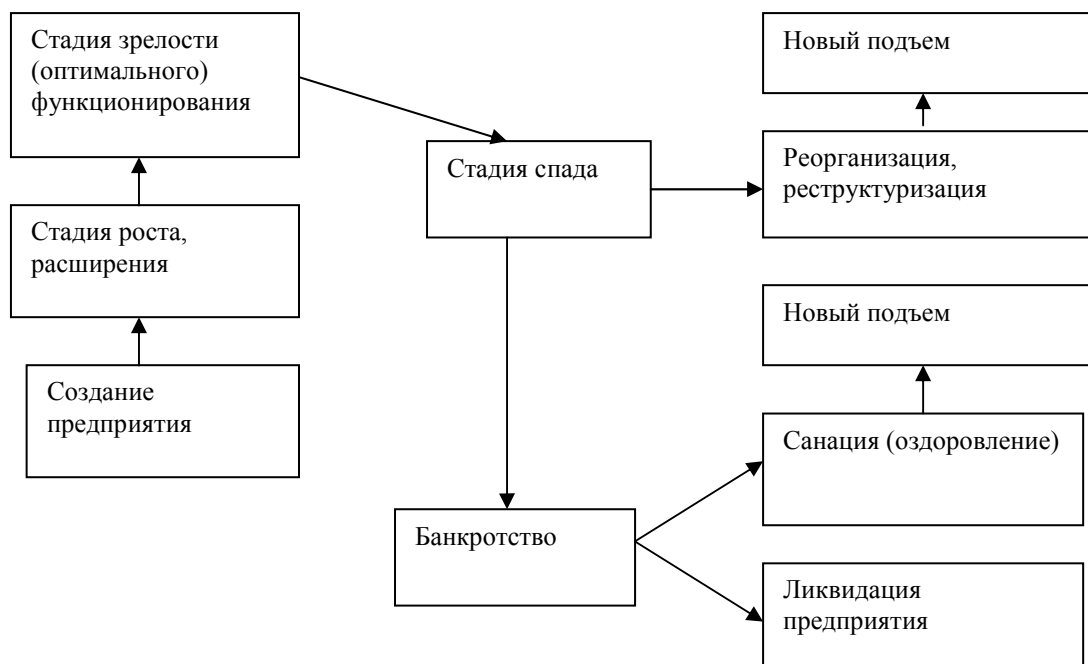 Стадия зрелости
(оптимального)
функционирования
Новый подъем
Стадия спада
Реорганизация,
реструктуризация
Стадия роста,
расширения
Новый подъем
Создание
предприятия
Санация (оздоровление)
Банкротство
Ликвидация
предприятия